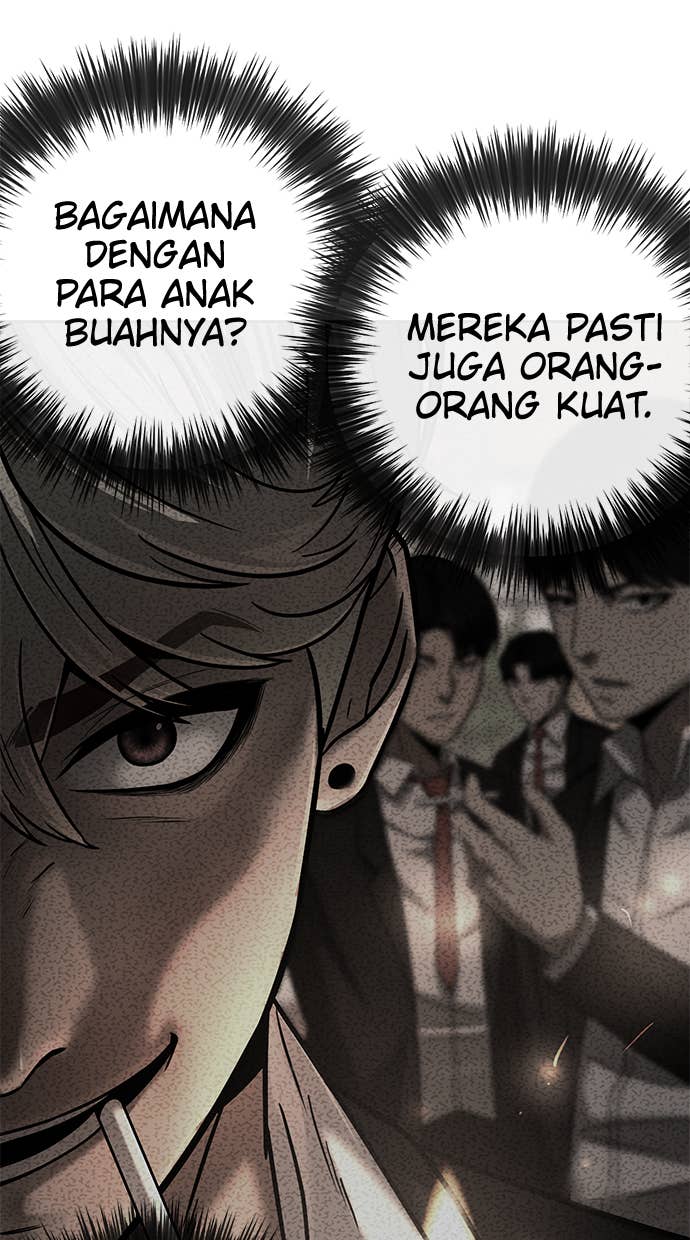 BAGAIMANA
DENGAN
PARA ANAK
BUAHNYA?
MEREKA PASTI
JUGA ORANG-
ORANG KUAT.